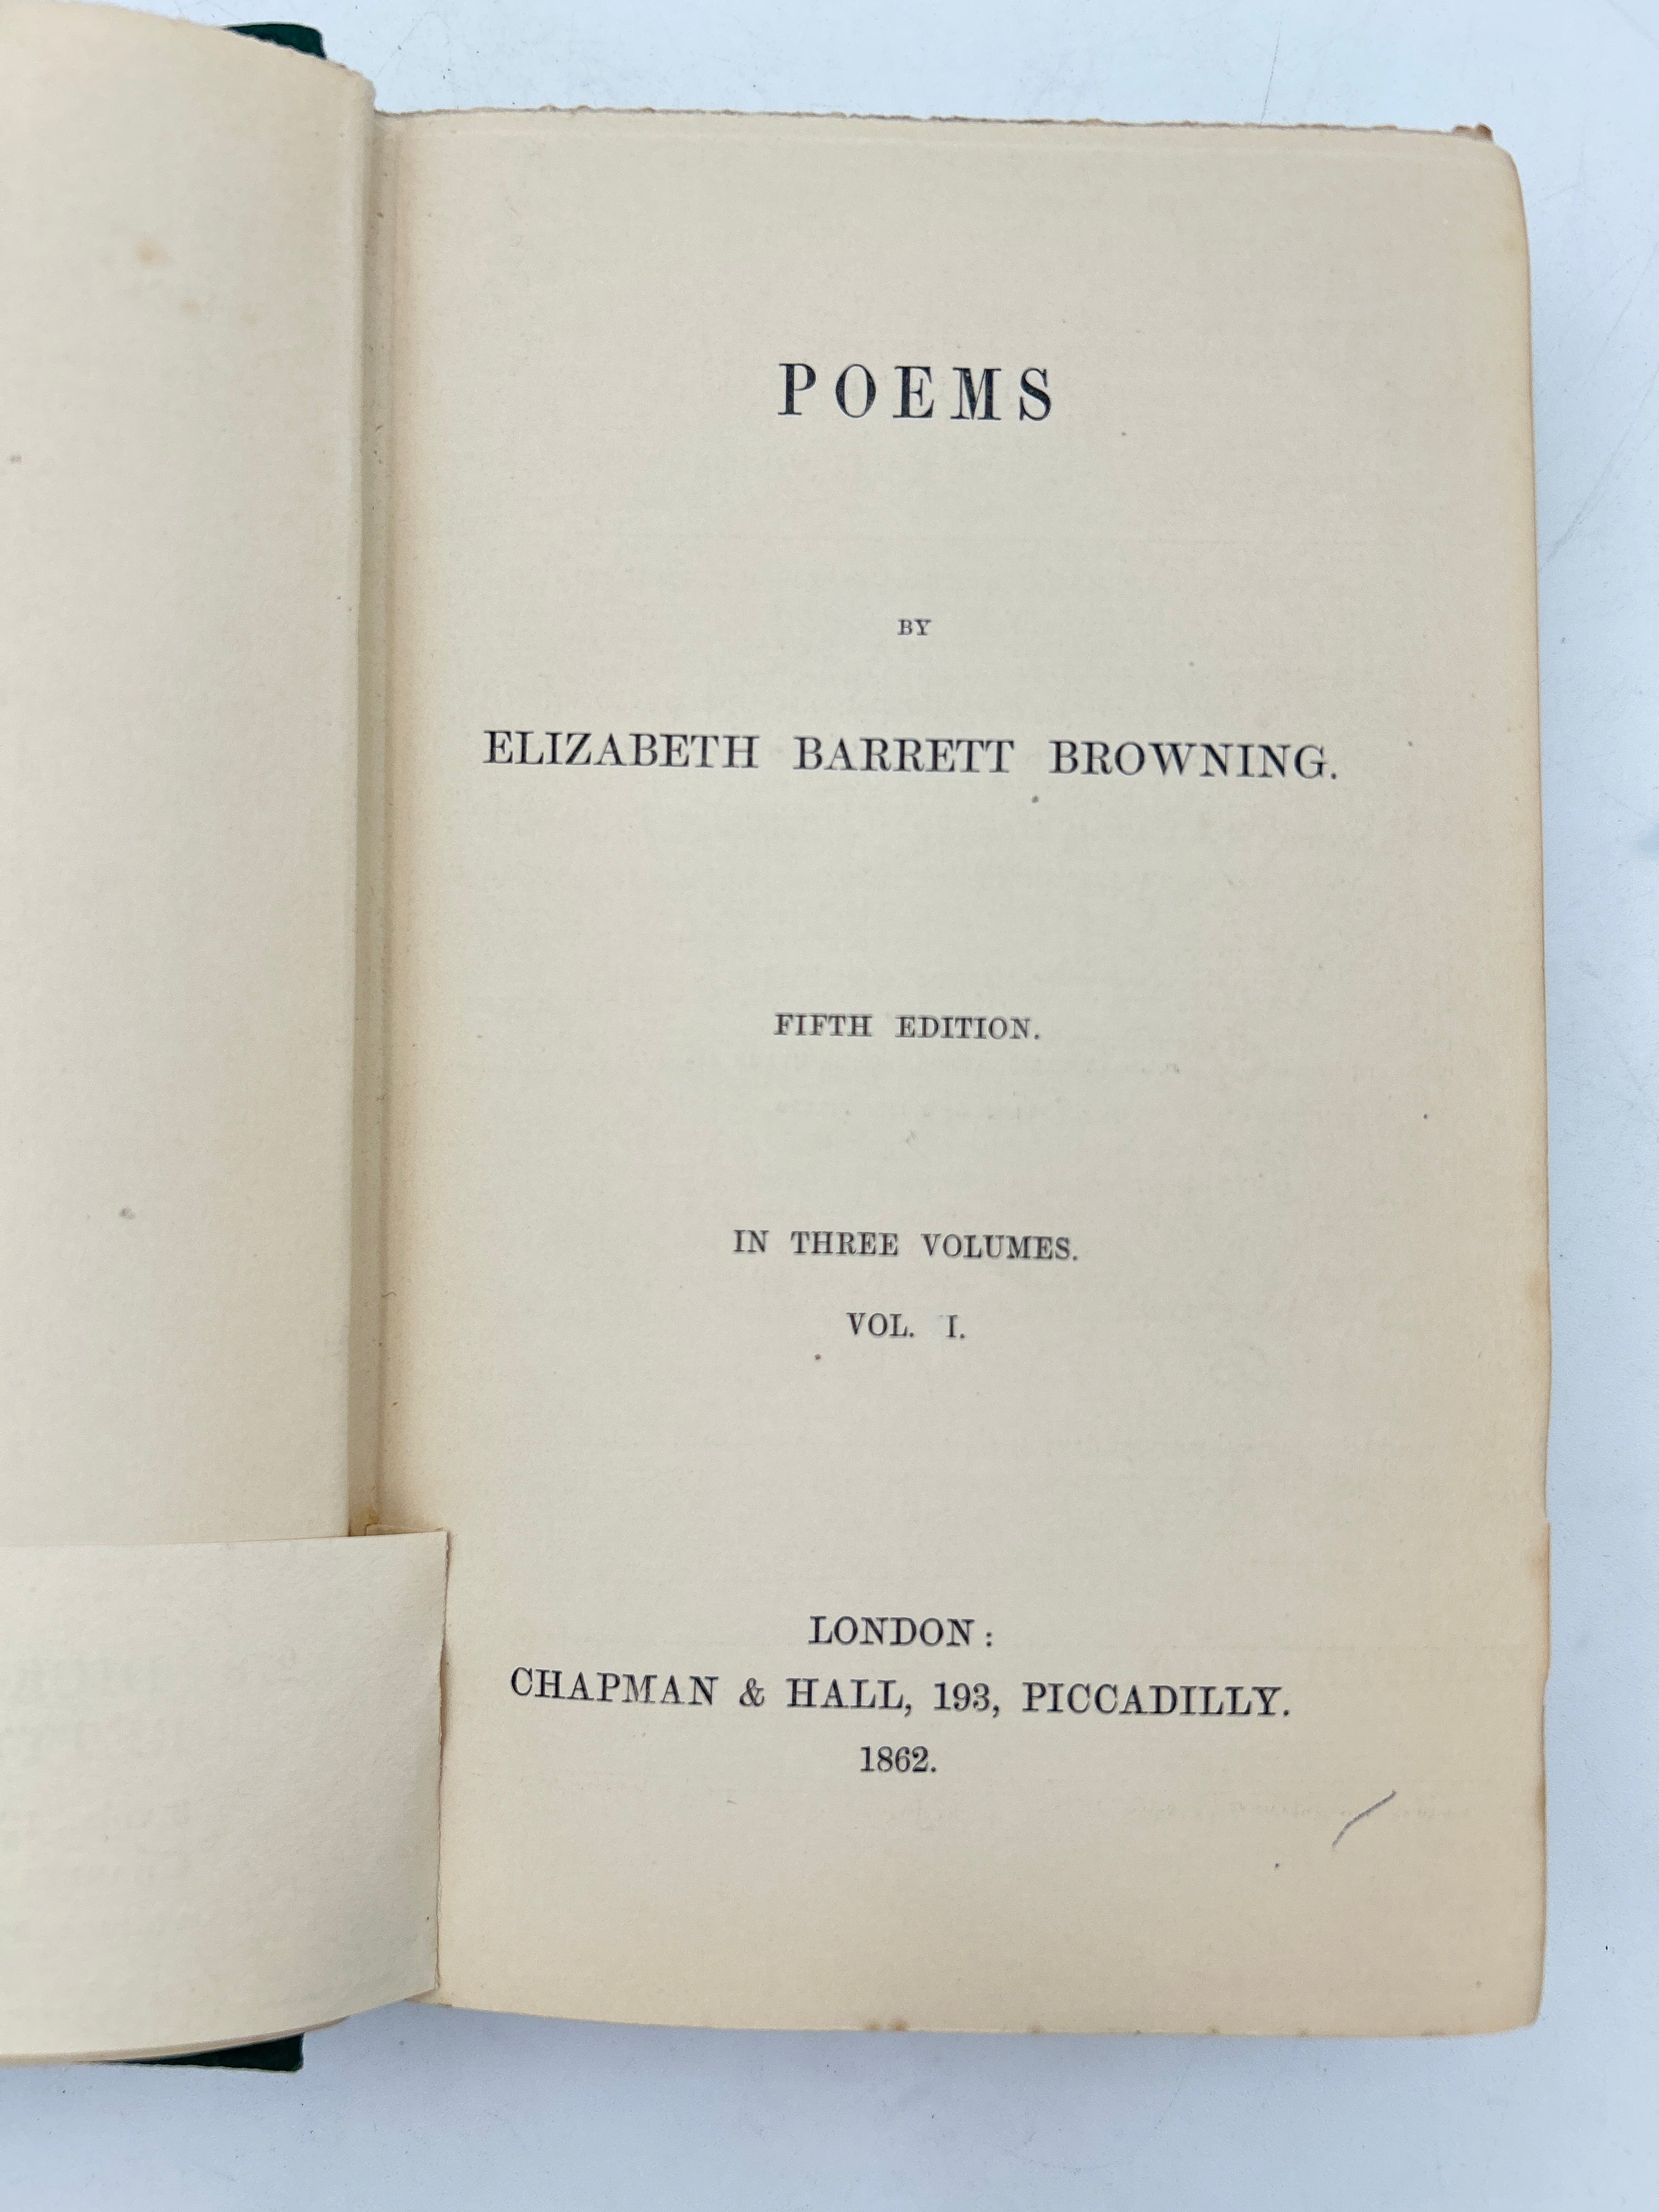 POEMS
BY
ELIZABETH BARRETT BROWNING.
FIFTH EDITION.
IN THREE VOLUMES.
VOL. I.
LONDON:
CHAPMAN & HALL, 193, PICCADILLY.
1862.